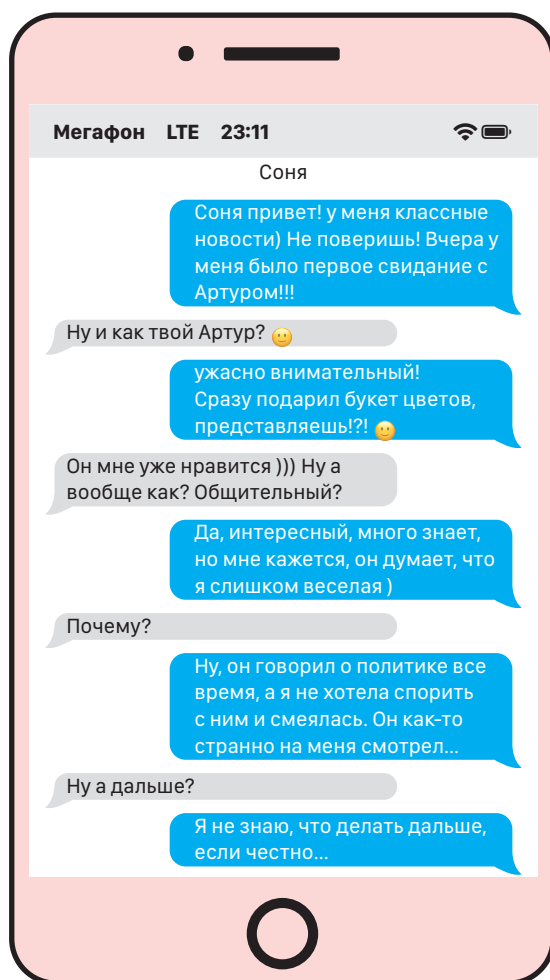 Мегафон LTE 23:11
Соня
Соня привет! у меня классные
новости) Не поверишь! Вчера у
меня было первое свидание с
Артуром!!!
Ну и как твой Артур? 🙂
ужасно внимательный!
Сразу подарил букет цветов,
представляешь!?! 🙂
Он мне уже нравится ))) Ну а
вообще как? Общительный?
Да, интересный, много знает,
но мне кажется, он думает, что
я слишком веселая )
Почему?
Ну, он говорил о политике все
время, а я не хотела спорить
с ним и смеялась. Он как-то
странно на меня смотрел...
Ну а дальше?
Я не знаю, что делать дальше,
если честно...